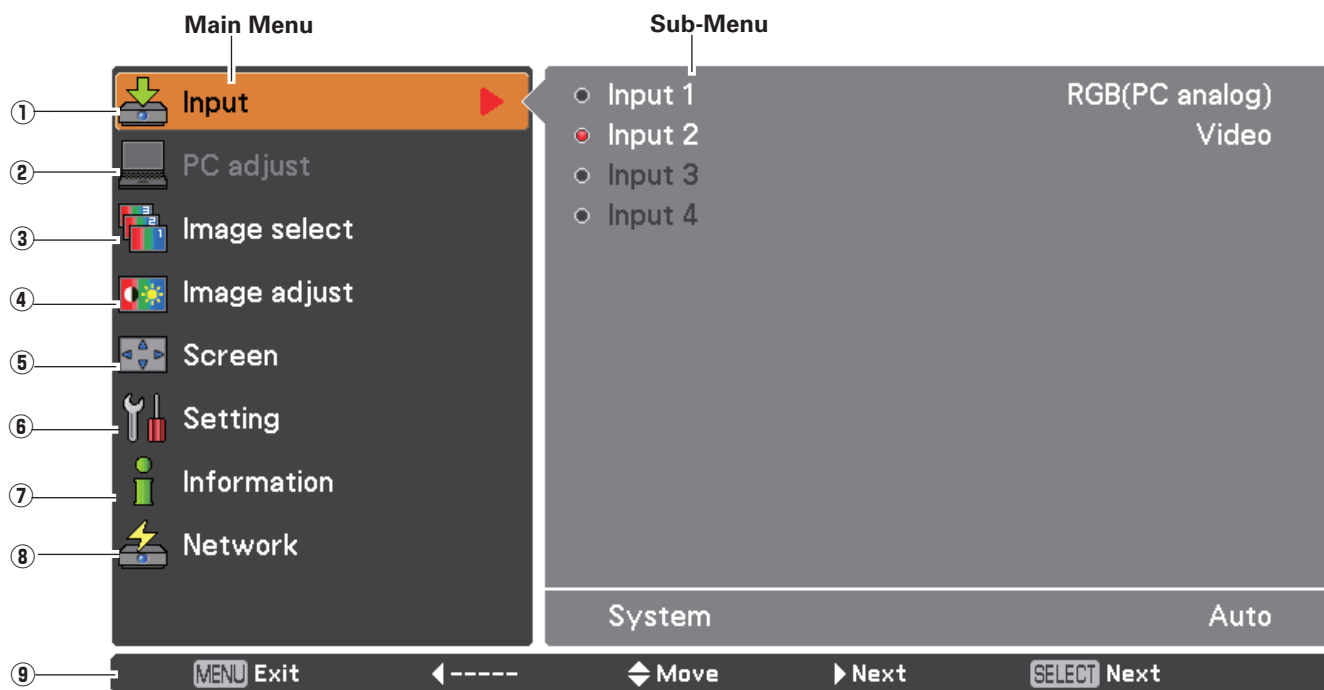 Main Menu Sub-Menu
① Input Input 1 RGB(PC analog)
Input 2 Video
② PC adjust Input 3
Input 4
③ Image select
④ Image adjust
⑤ Screen
⑥ Setting
⑦ Information
⑧ Network
System Auto
⑨ MENU Exit ----- Move Next SELECT Next